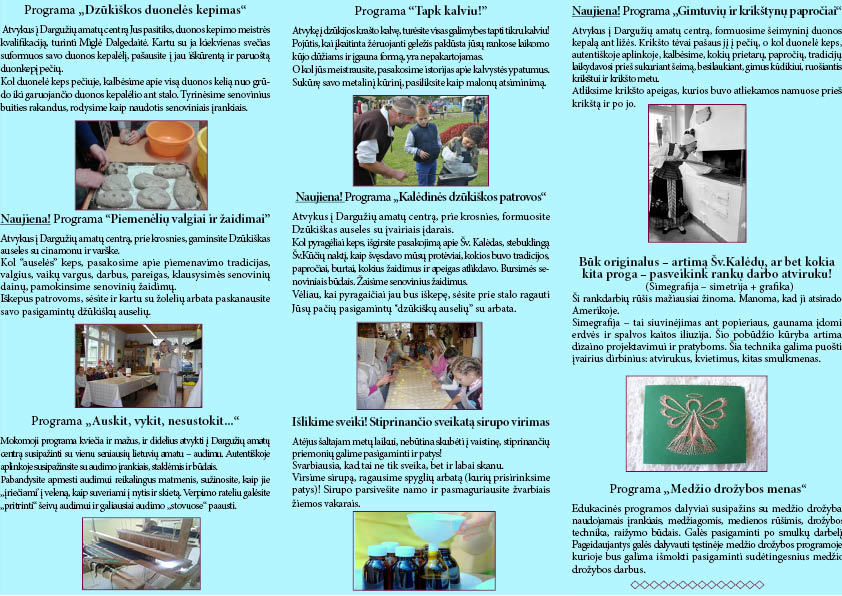 Programa „Dzūkiškos duonelės kepimas“
Atvykus į Dargužių amatų centrą Jus pasitiks, duonos kepimo meistrės
kvalifikaciją, turinti Miglė Dalgedaitė. Kartu su ja kiekvienas svečias
suformuos savo duonos kepalėlį, pašausite į jau iškūrentą ir paruoštą
duonkepį pečių.
Kol duonelė keps pečiuje, kalbėsime apie visą duonos kelią nuo grū-
do iki garuojančio duonos kepalėlio ant stalo. Tyrinėsime senovinius
buities rakandus, rodysime kaip naudotis senoviniais įrankiais.
Naujiena! Programa “Piemenėlių valgiai ir žaidimai”
Atvykus į Dargužių amatų centrą, prie krosnies, gaminsite Dzūkiškas
auseles su cinamonu ir varške.
Kol “auselės” keps, pasakosime apie piemenavimo tradicijas,
valgius, vaikų vargus, darbus, pareigas, klausysimės senovinių
dainų, pamokinsime senovinių žaidimų.
Iškepus patrovoms, sėsite ir kartu su žolelių arbata paskanausite
savo pasigamintų džūkiškų auselių.
Programa „Auskit, vykit, nesustokit...“
Mokomoji programa kviečia ir mažus, ir didelius atvykti į Dargužių amatų
centrą susipažinti su vienu seniausių lietuvių amatu – audimu. Autentiškoje
aplinkoje susipažinsite su audimo įrankiais, staklėmis ir būdais.
Pabandysite apmesti audimui reikalingus matmenis, sužinosite, kaip jie
„įriečiami” į veleną, kaip suveriami į nytis ir skietą. Verpimo rateliu galėsite
„pritrinti“ šeivų audimui ir galiausiai audimo „stovuose“ paausti.
Programa “Tapk kalviu!”
Atvykę į dzūkijos krašto kalvę, turėsite visas galimybes tapti tikru kalviu!
Pojūtis, kai įkaitinta žėruojanti geležis paklūsta jūsų rankose laikomo
kūjo dūžiams ir įgauna formą, yra nepakartojamas.
O kol jūs meistrausite, pasakosime istorijas apie kalvystės ypatumus.
Sukūrę savo metalinį kūrinį, pasiliksite kaip malonų atsiminimą.
Naujiena! Programa „Kalėdinės dzūkiškos patrovos“
Atvykus į Dargužių amatų centrą, prie krosnies, formuosite
Dzūkiškas auseles su įvairiais įdarais.
Kol pyragėliai keps, išgirsite pasakojimą apie Šv. Kalėdas, stebuklingą
Šv.Kūčių naktį, kaip švęsdavo mūsų protėviai, kokios buvo tradicijos,
papročiai, burtai, kokius žaidimus ir apeigas atlikdavo. Bursimės se-
noviniais būdais. Žaisime senovinius žaidimus.
Vėliau, kai pyragaičiai jau bus iškepę, sėsite prie stalo ragauti
Jūsų pačių pasigamintų “dzūkiškų auselių” su arbata.
Išlikime sveiki! Stiprinančio sveikatą sirupo virimas
Atėjus šaltajam metų laikui, nebūtina skubėti į vaistinę, stiprinančių
priemonių galime pasigaminti ir patys!
Svarbiausia, kad tai ne tik sveika, bet ir labai skanu.
Virsime sirupą, ragausime spyglių arbatą (kurių prisirinksime
patys)! Sirupo parsivešite namo ir pasmaguriausite žvarbiais
žiemos vakarais.
Naujiena! Programa „Gimtuvių ir krikštynų papročiai“
Atvykus į Dargužių amatų centrą, formuosime šeimyninį duonos
kepalą ant ližės. Krikšto tėvai pašaus jį į pečių, o kol duonelė keps,
autentiškoje aplinkoje, kalbėsime, kokių prietarų, papročių, tradicijų
laikydavosi prieš sukuriant šeimą, besilaukiant, gimus kūdikiui, ruošiantis
krikštui ir krikšto metu.
Atliksime krikšto apeigas, kurios buvo atliekamos namuose prieš
krikštą ir po jo.
Būk originalus – artimą Šv.Kalėdų, ar bet kokia
kita proga – pasveikink rankų darbo atviruku!
(Simegrafija – simetrija + grafika)
Ši rankdarbių rūšis mažiausiai žinoma. Manoma, kad ji atsirado
Amerikoje.
Simegrafija – tai siuvinėjimas ant popieriaus, gaunama įdomi
erdvės ir spalvos kaitos iliuzija. Šio pobūdžio kūryba artima
dizaino projektavimui ir pratyboms. Šia technika galima puošti
įvairius dirbinius: atvirukus, kvietimus, kitas smulkmenas.
Programa „Medžio drožybos menas“
Edukacinės programos dalyviai susipažins su medžio drožyba
naudojamais įrankiais, medžiagomis, medienos rūšimis, drožybos
technika, raižymo būdais. Galės pasigaminti po smulkų darbelį
Pageidaujantys galės dalyvauti tęstinėje medžio drožybos programoje
kurioje bus galima išmokti pasigaminti sudėtingesnius medžio
drožybos darbus.